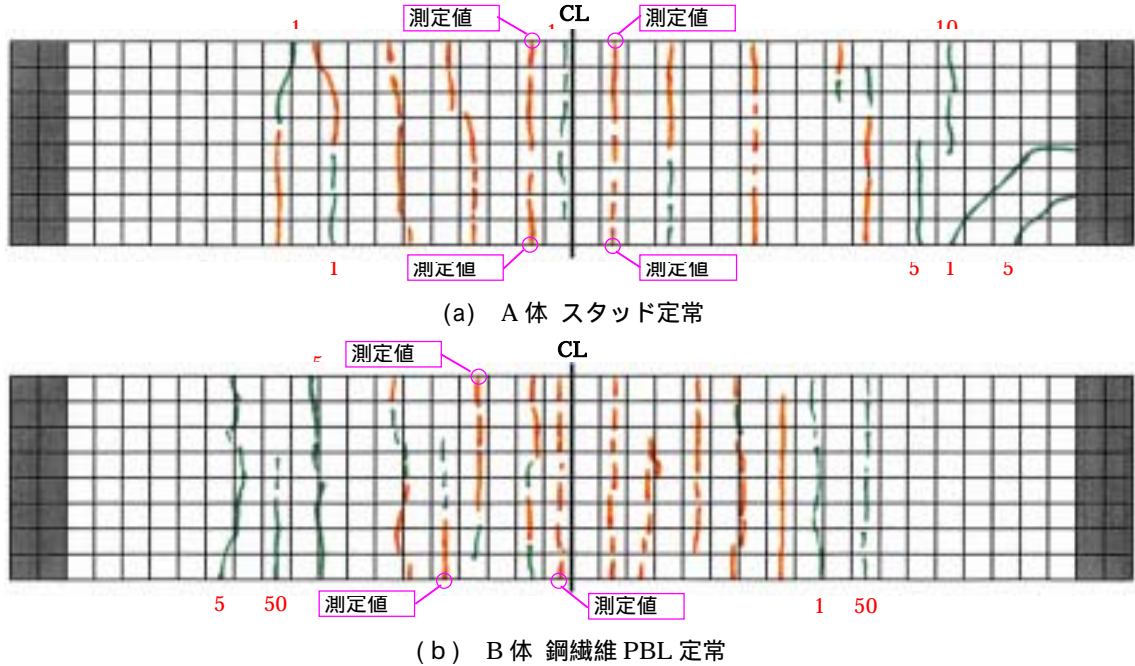 測定値 CL 測定値
1 10
測定値 測定値
1 5 1 5
(a) A 体 スタッド定常
測定値 CL
5 50 測定値 測定値 1 50
(b) B 体 鋼繊維 PBL 定常